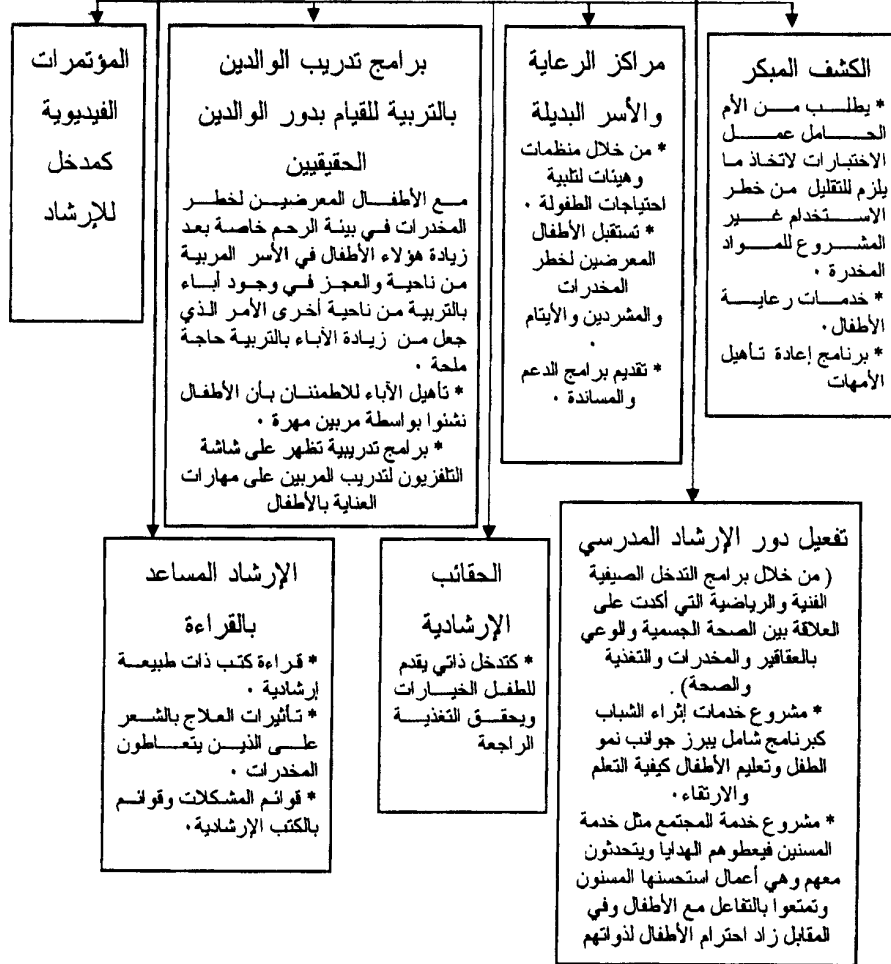 الكشف المبكر
* يطلب من الأم
الحامل عمل
الاختبارات لاتخاذ ما
يلزم للتقليل من خطر
الاستخدام غير
المشروع للمواد
المخدرة .
* خدمات رعاية
الأطفال .
* برنامج إعادة تأهيل
الأمهات
مراكز الرعاية
والأسر البديلة
* من خلال منظمات
وهيئات لتلبية
احتياجات الطفولة .
* تستقبل الأطفال
المعرضين لخطر
المخدرات
والمشردين والأيتام
.
* تقديم برامج الدعم
والمساندة .
برامج تدريب الوالدين
بالتربية للقيام بدور الوالدين
الحقيقيين
مع الأطفال المعرضين لخطر
المخدرات في بيئة الرحم خاصة بعد
زيادة هؤلاء الأطفال في الأسر المربية
من ناحية والعجز في وجود أباء
بالتربية من ناحية أخرى الأمر الذي
جعل من زيادة الآباء بالتربية حاجة
ملحة .
* تأهيل الآباء للاطمئنان بأن الأطفال
نشئوا بواسطة مربين مهرة .
* برامج تدريبية تظهر على شاشة
التلفزيون لتدريب المربين على مهارات
العناية بالأطفال
المؤتمرات
الفيديوية
كمدخل
للإرشاد
تفعيل دور الإرشاد المدرسي
( من خلال برامج التدخل الصيفية
الفنية والرياضية التي أكدت على
العلاقة بين الصحة الجسمية والوعي
بالعقاقير والمخدرات والتغذية
والصحة) .
* مشروع خدمات إثراء الشباب
كبرنامج شامل يبرز جوانب نمو
الطفل وتعليم الأطفال كيفية التعلم
والارتقاء .
* مشروع خدمة المجتمع مثل خدمة
المسنين فيعطوهم الهدايا ويتحدثون
معهم وهي أعمال استحسنها المسنون
وتمتعوا بالتفاعل مع الأطفال وفي
المقابل زاد احترام الأطفال لذواتهم
الحقائب
الإرشادية
* كتدخل ذاتي يقدم
للطفل الخيارات
ويحقق التغذية
الراجعة
الإرشاد المساعد
بالقراءة
* قراءة كتب ذات طبيعة
إرشادية .
* تأثيرات العلاج بالشعر
على الذين يتعاطون
المخدرات .
* قوائم المشكلات وقوائم
بالكتب الإرشادية .